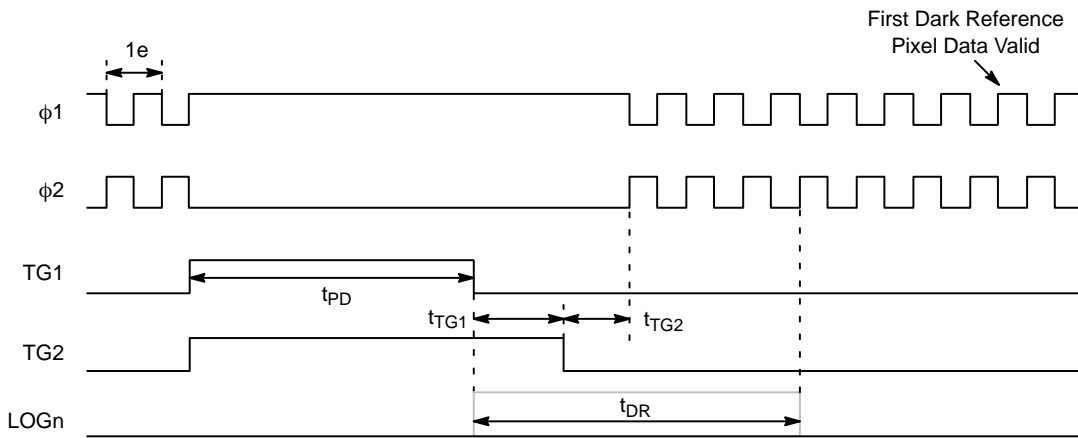 First Dark Reference
Pixel Data Valid
1e
ϕ1
ϕ2
TG1
tPD
tTG1
tTG2
TG2
tDR
LOGn